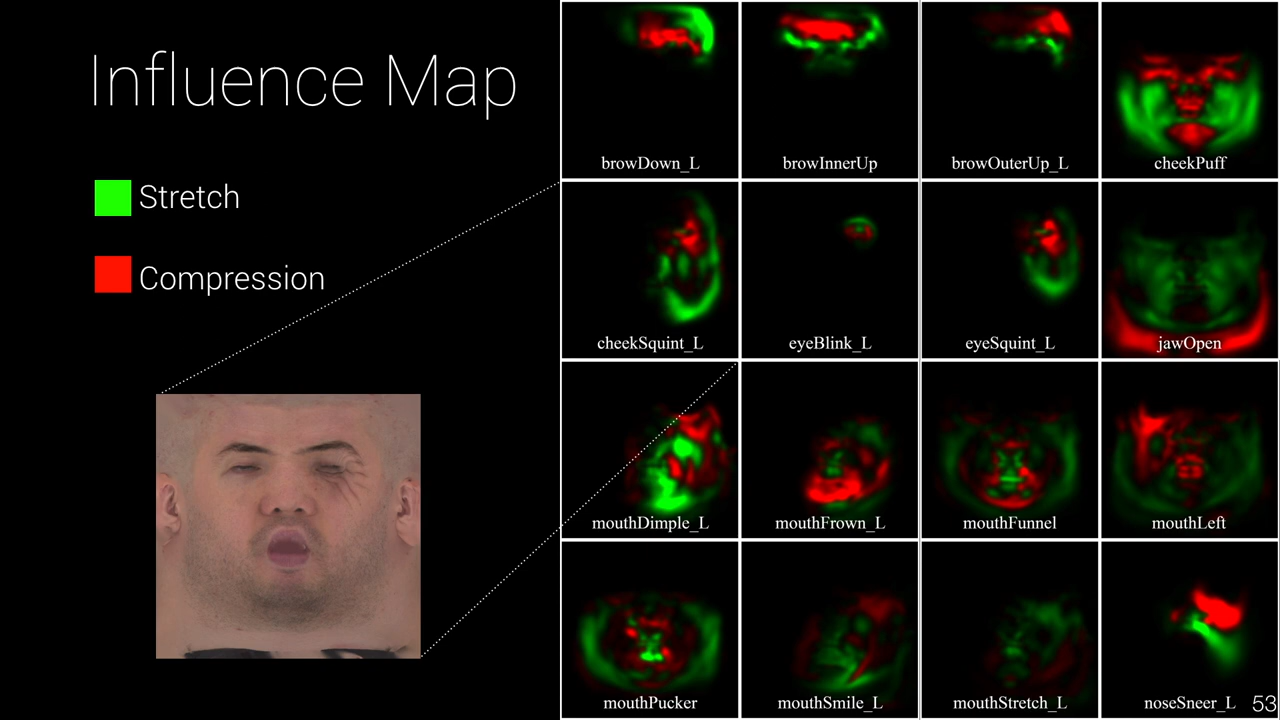 Influence Map
Stretch
Compression
browDown_L
browInnerUp
browOuterUp_L
cheekPuff
cheekSquint_L
eyeBlink_L
eyeSquint_L
jawOpen
mouthDimple_L
mouthFrown_L
mouthFunnel
mouthLeft
mouthPucker
mouthSmile_L
mouthStretch_L
noseSneer_L
53